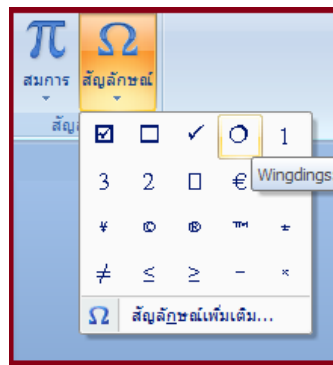 π Ω
สมการ สัญลักษณ์
สัญ
☑ □ ✓ ❍ 1
3 2 □ €
Wingdings
¥ © ® ™ ±
≠ ≤ ≥ − ×
Ω สัญลักษณ์เพิ่มเติม...